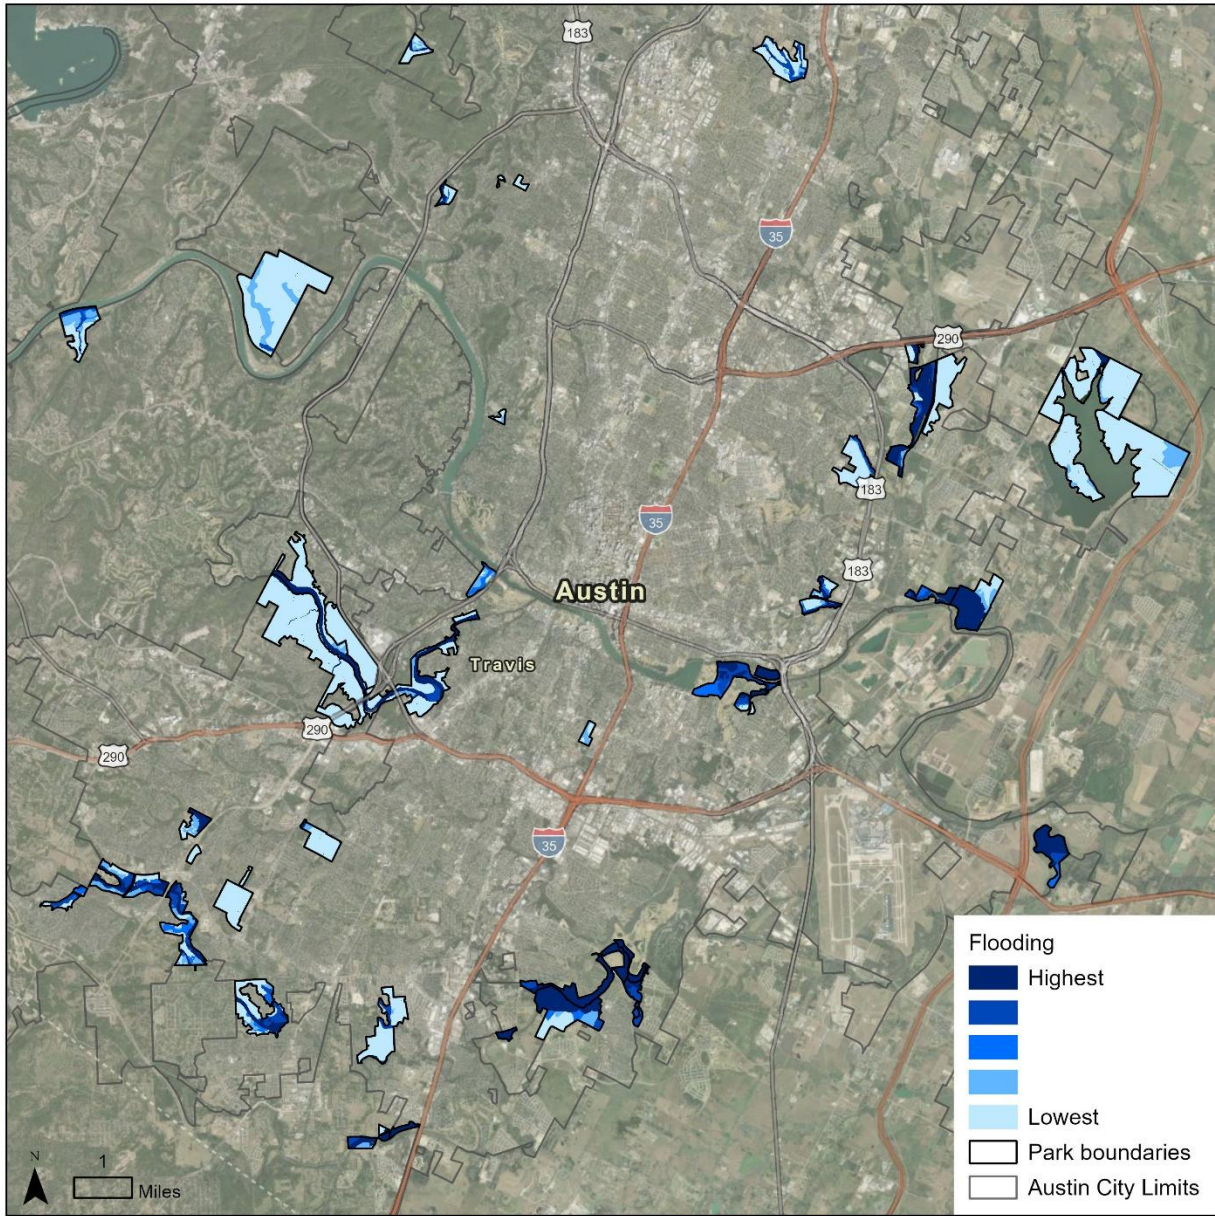 183
35
290
183
35
183
Austin
Travis
290
290
35
Flooding
Highest
Lowest
Park boundaries
Austin City Limits
N
1
Miles